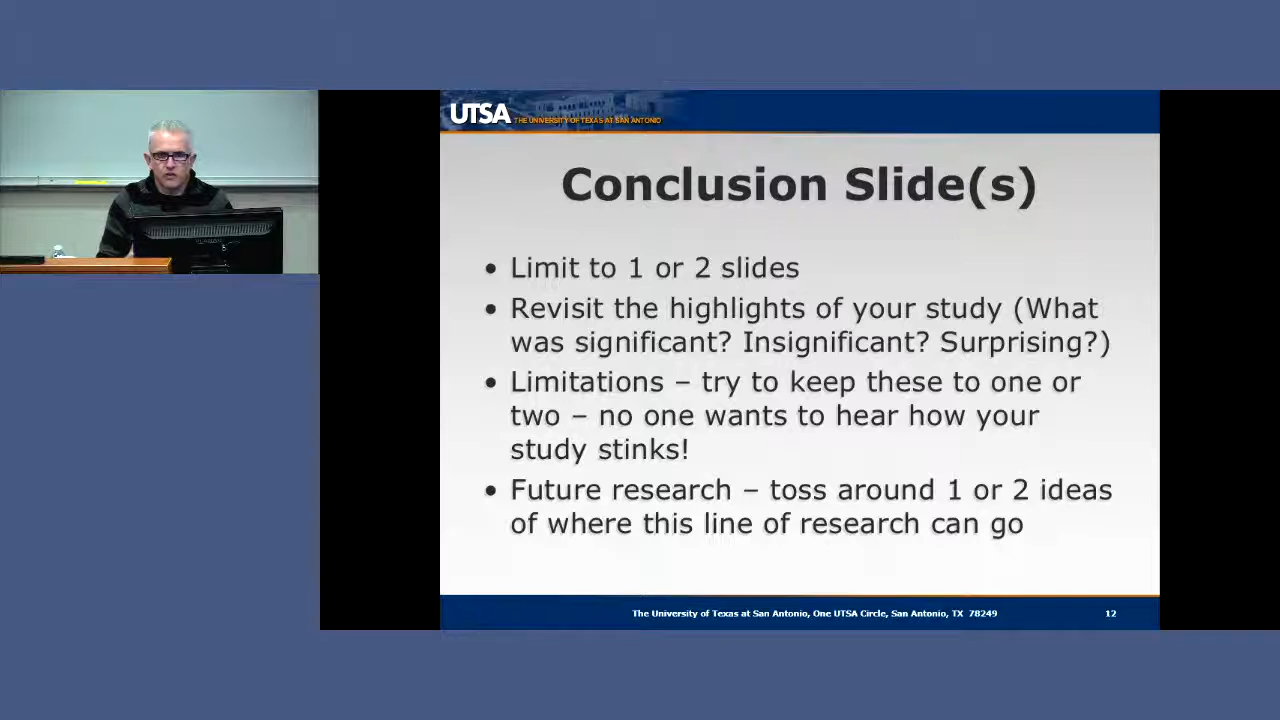 UTSA THE UNIVERSITY OF TEXAS AT SAN ANTONIO
Conclusion Slide(s)
• Limit to 1 or 2 slides
• Revisit the highlights of your study (What
was significant? Insignificant? Surprising?)
• Limitations – try to keep these to one or
two – no one wants to hear how your
study stinks!
• Future research – toss around 1 or 2 ideas
of where this line of research can go
The University of Texas at San Antonio, One UTSA Circle, San Antonio, TX 78249
12